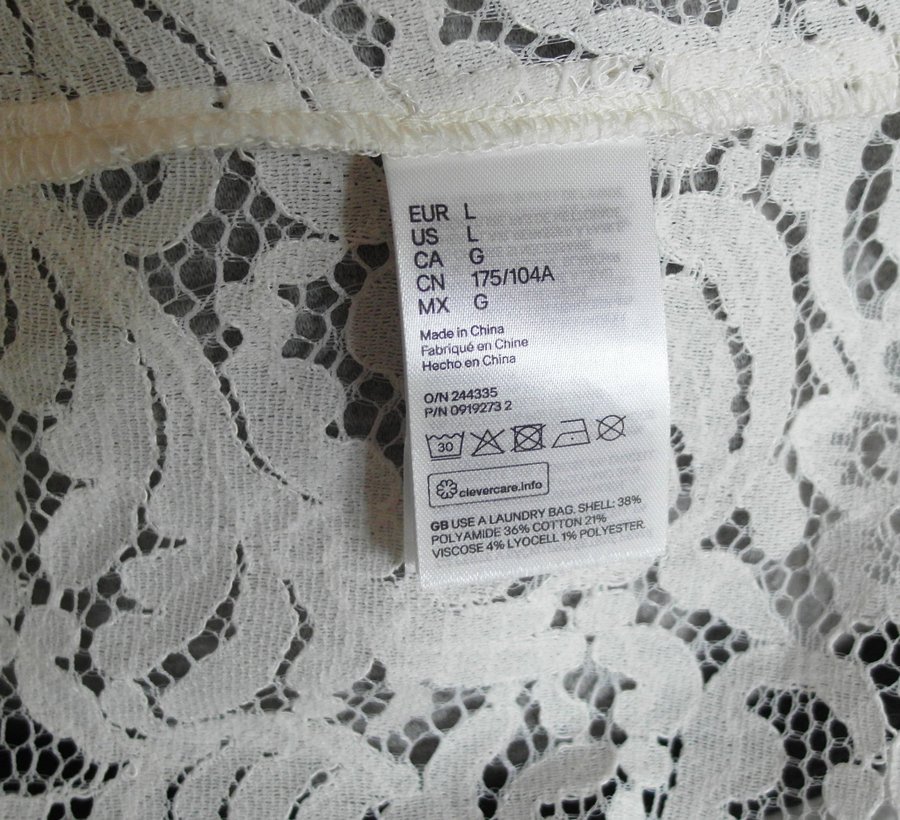 EUR L
US L
CA G
CN 175/104A
MX G
Made in China
Fabriqué en Chine
Hecho en China
O/N 244335
P/N 0919273 2
30
clevercare.info
GB USE A LAUNDRY BAG. SHELL: 38%
POLYAMIDE 36% COTTON 21%
VISCOSE 4% LYOCELL 1% POLYESTER.